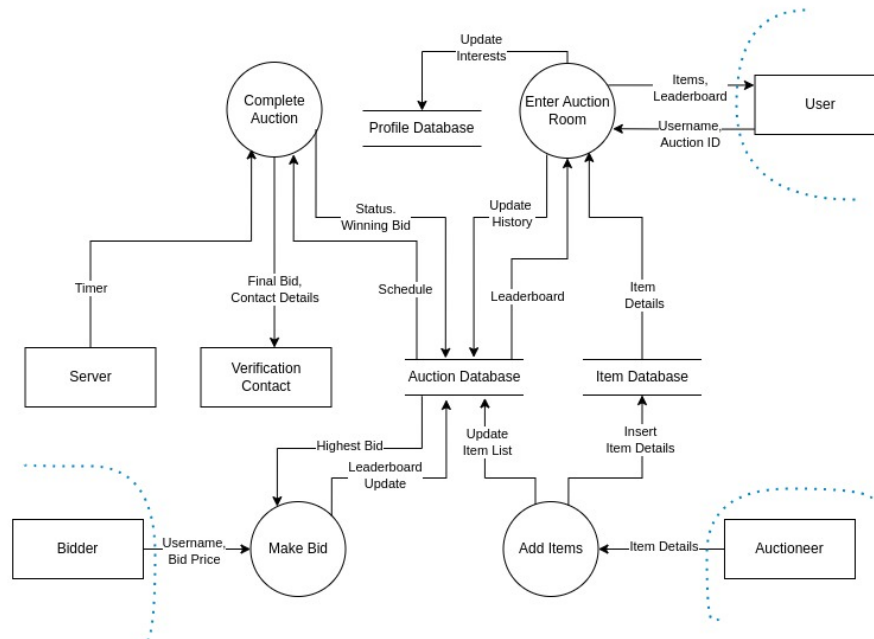 Update
Interests
Complete
Auction
Enter Auction
Room
Items,
Leaderboard
User
Profile Database
Username,
Auction ID
Status.
Winning Bid
Update
History
Timer
Final Bid,
Contact Details
Schedule
Leaderboard
Item
Details
Server
Verification
Contact
Auction Database
Item Database
Highest Bid
Leaderboard
Update
Update
Item List
Insert
Item Details
Bidder
Username,
Bid Price
Make Bid
Add Items
Item Details
Auctioneer